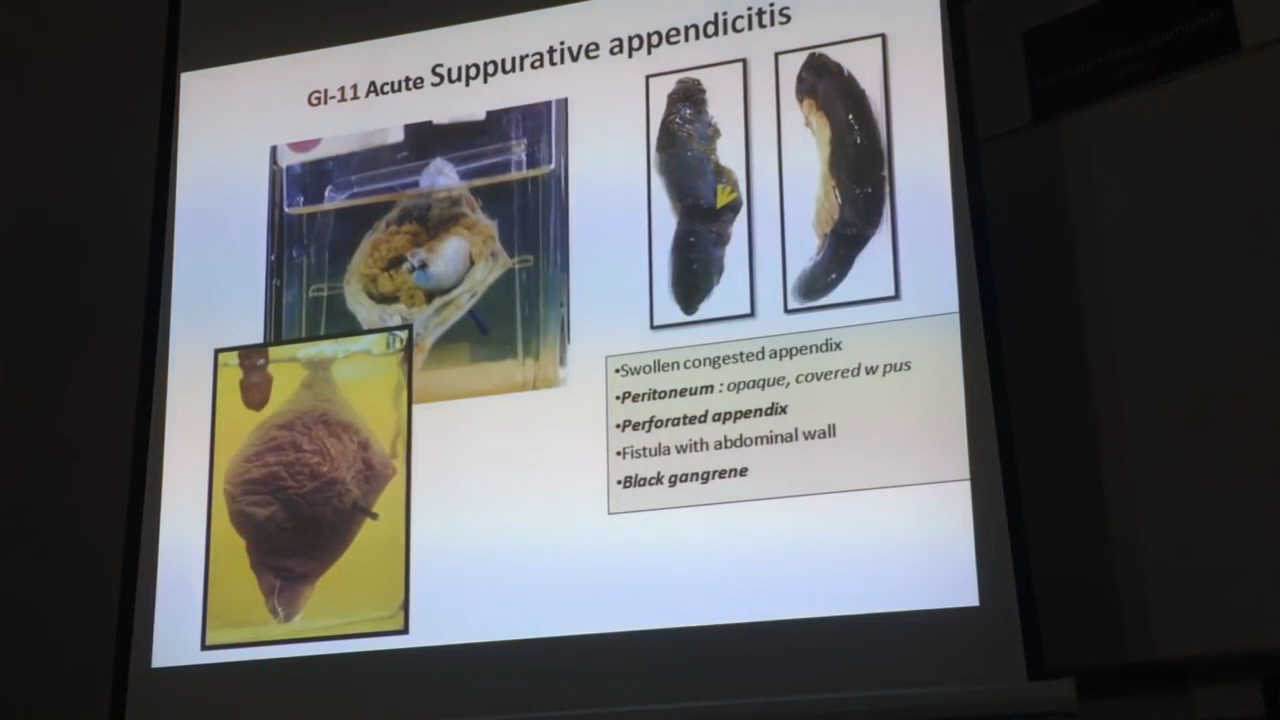 GI-11 Acute Suppurative appendicitis
•Swollen congested appendix
•Peritoneum : opaque, covered w pus
•Perforated appendix
•Fistula with abdominal wall
•Black gangrene